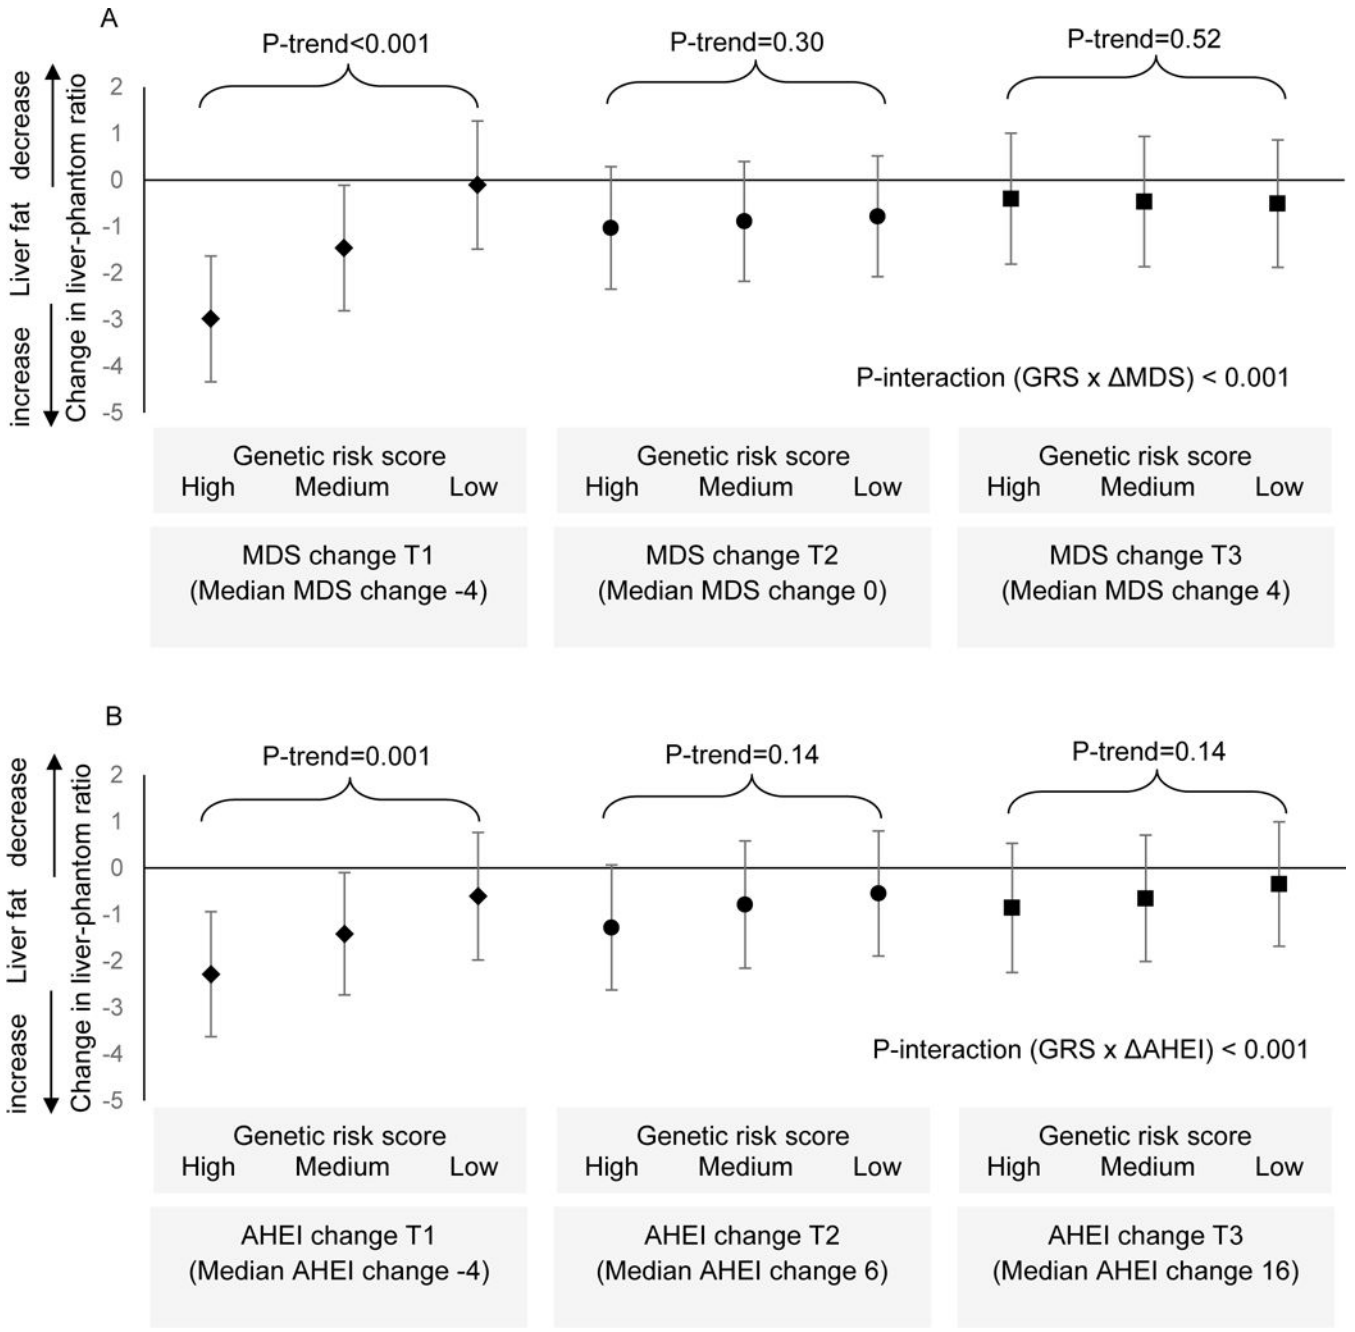 A
P-trend<0.001
P-trend=0.30
P-trend=0.52
increase Liver fat decrease
Change in liver-phantom ratio
2
1
0
-1
-2
-3
-4
-5
P-interaction (GRS x ΔMDS) < 0.001
Genetic risk score
High Medium Low
Genetic risk score
High Medium Low
Genetic risk score
High Medium Low
MDS change T1
(Median MDS change -4)
MDS change T2
(Median MDS change 0)
MDS change T3
(Median MDS change 4)
B
P-trend=0.001
P-trend=0.14
P-trend=0.14
increase Liver fat decrease
Change in liver-phantom ratio
2
1
0
-1
-2
-3
-4
-5
P-interaction (GRS x ΔAHEI) < 0.001
Genetic risk score
High Medium Low
Genetic risk score
High Medium Low
Genetic risk score
High Medium Low
AHEI change T1
(Median AHEI change -4)
AHEI change T2
(Median AHEI change 6)
AHEI change T3
(Median AHEI change 16)